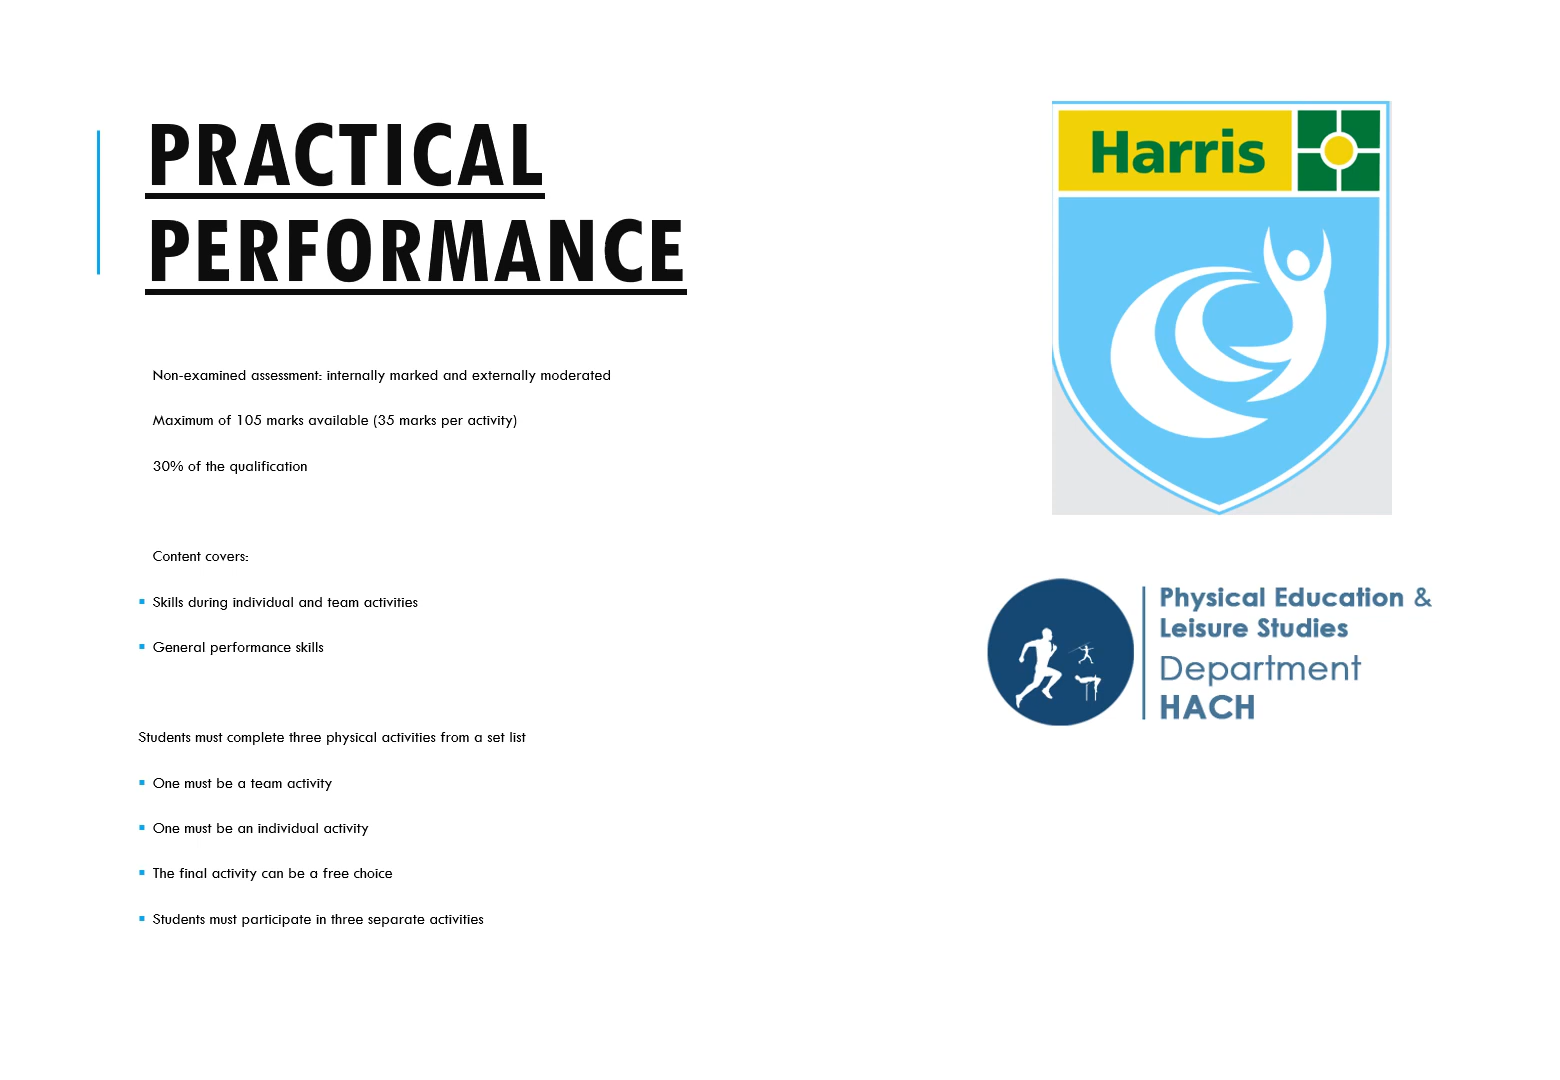 PRACTICAL
PERFORMANCE
Non-examined assessment: internally marked and externally moderated
Maximum of 105 marks available (35 marks per activity)
30% of the qualification
Content covers:
Skills during individual and team activities
General performance skills
Students must complete three physical activities from a set list
One must be a team activity
One must be an individual activity
The final activity can be a free choice
Students must participate in three separate activities
Harris
Physical Education &
Leisure Studies
Department
HACH